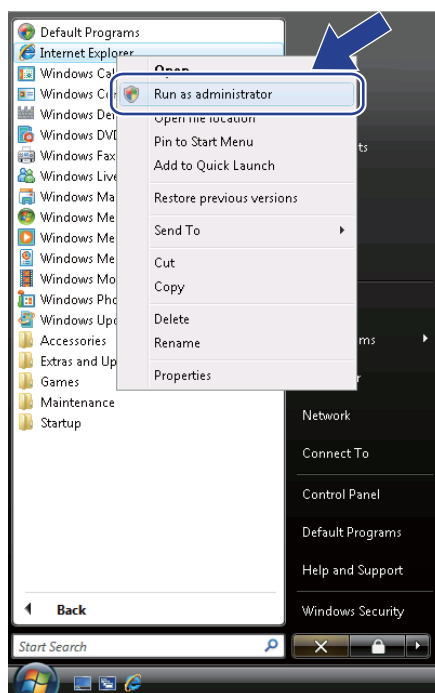 Default Programs
Internet Explorer
Windows Cal
Windows Co
Windows De
Windows DVD
Windows Fax
Windows Live
Windows Ma
Windows Me
Windows Me
Windows Me
Windows Mo
Windows Pho
Windows Upd
Accessories
Extras and Up
Games
Maintenance
Startup
Back
Start Search
Open
Run as administrator
Open file location
Pin to Start Menu
Add to Quick Launch
Restore previous versions
Send To
Cut
Copy
Delete
Rename
Properties
ts
ms
r
Network
Connect To
Control Panel
Default Programs
Help and Support
Windows Security